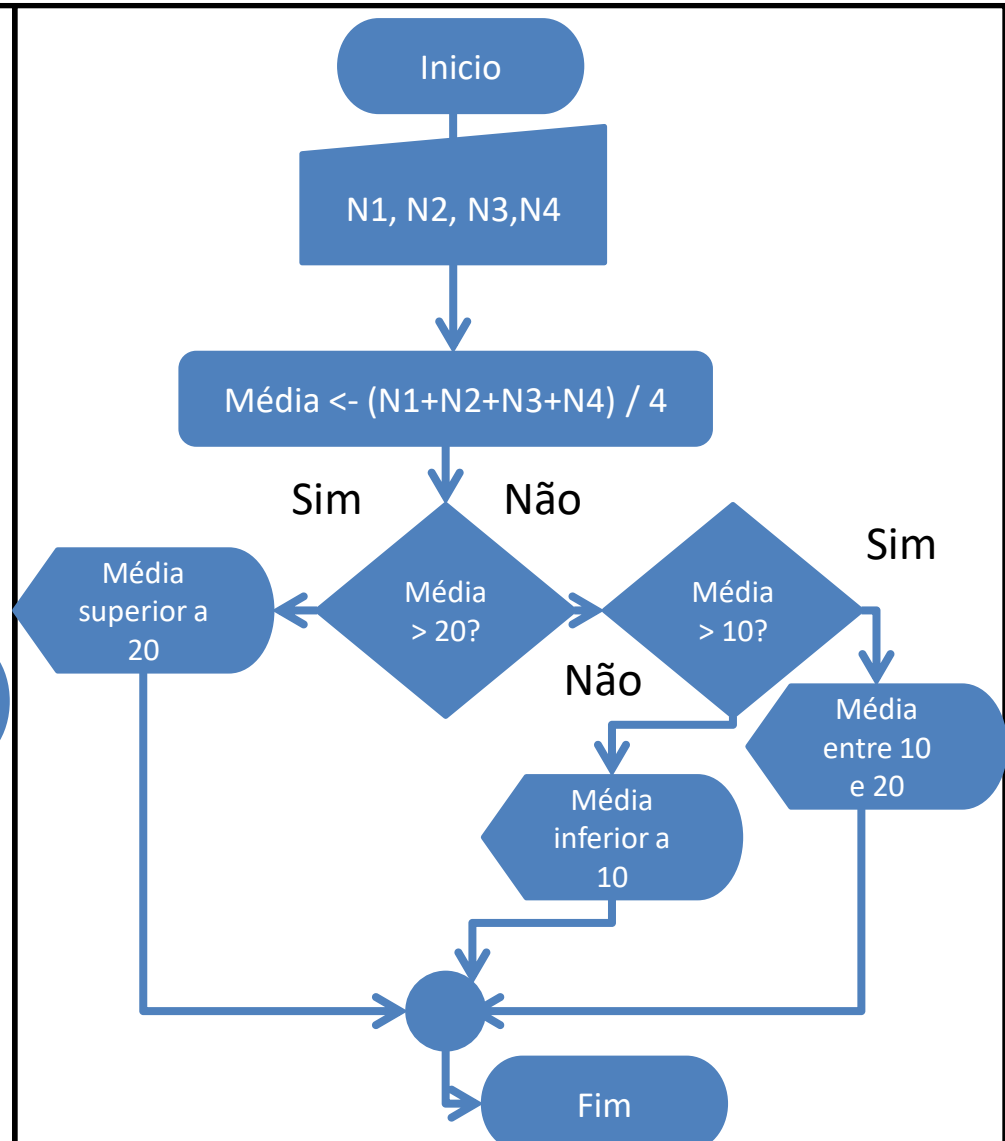 Inicio
N1, N2, N3,N4
Média <- (N1+N2+N3+N4) / 4
Sim
Não
Média
> 20?
Média
superior a
20
Média
> 10?
Sim
Não
Média
entre 10
e 20
Média
inferior a
10
Fim